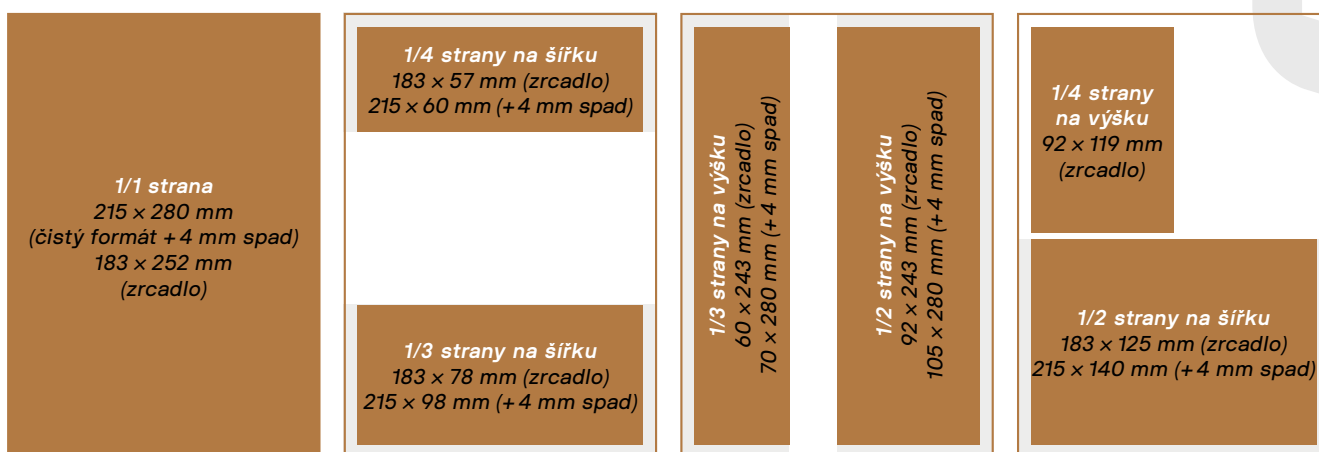 1/1 strana
215 × 280 mm
(čistý formát + 4 mm spad)
183 × 252 mm
(zrcadlo)
1/4 strany na šířku
183 × 57 mm (zrcadlo)
215 × 60 mm (+ 4 mm spad)
1/3 strany na šířku
183 × 78 mm (zrcadlo)
215 × 98 mm (+ 4 mm spad)
1/3 strany na výšku
60 × 243 mm (zrcadlo)
70 × 280 mm (+ 4 mm spad)
1/2 strany na výšku
92 × 243 mm (zrcadlo)
105 × 280 mm (+ 4 mm spad)
1/4 strany
na výšku
92 × 119 mm
(zrcadlo)
1/2 strany na šířku
183 × 125 mm (zrcadlo)
215 × 140 mm (+ 4 mm spad)